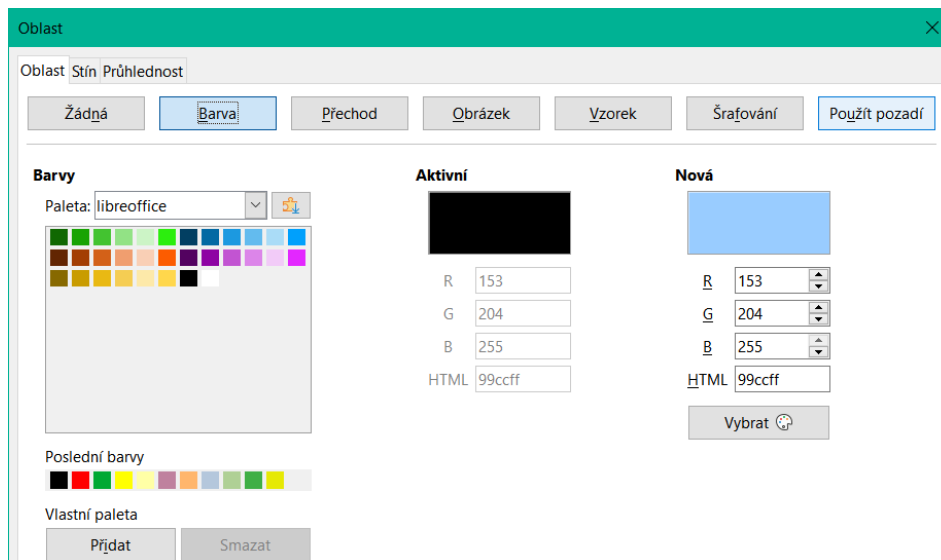 Oblast
Oblast Stín Průhlednost
Žádná Barva Přechod Obrázek Vzorek Šrafování Použít pozadí
Barvy Aktivní Nová
Paleta: libreoffice
R 153 R 153
G 204 G 204
B 255 B 255
HTML 99ccff HTML 99ccff
Vybrat
Poslední barvy
Vlastní paleta
Přidat Smazat